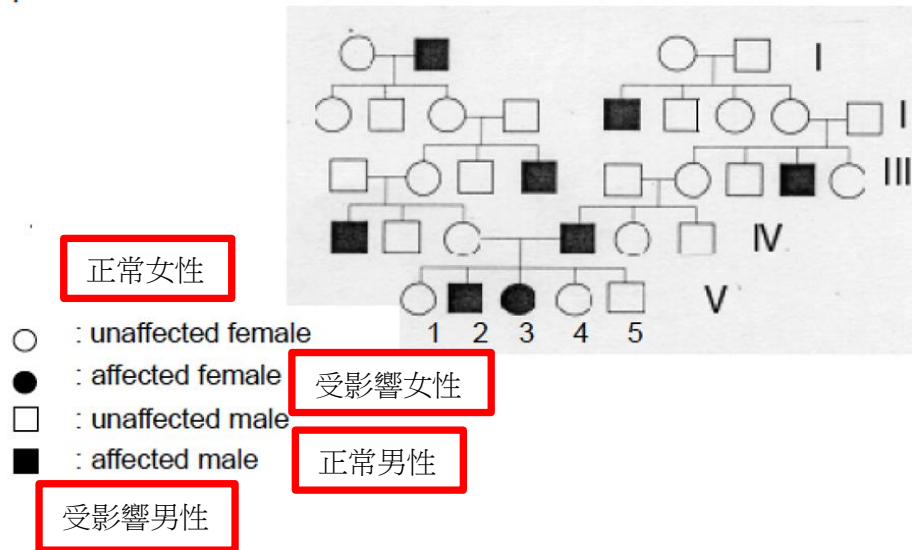 I
I
III
IV
V
1 2 3 4 5
正常女性
: unaffected female
: affected female
受影響女性
: unaffected male
: affected male
正常男性
受影響男性